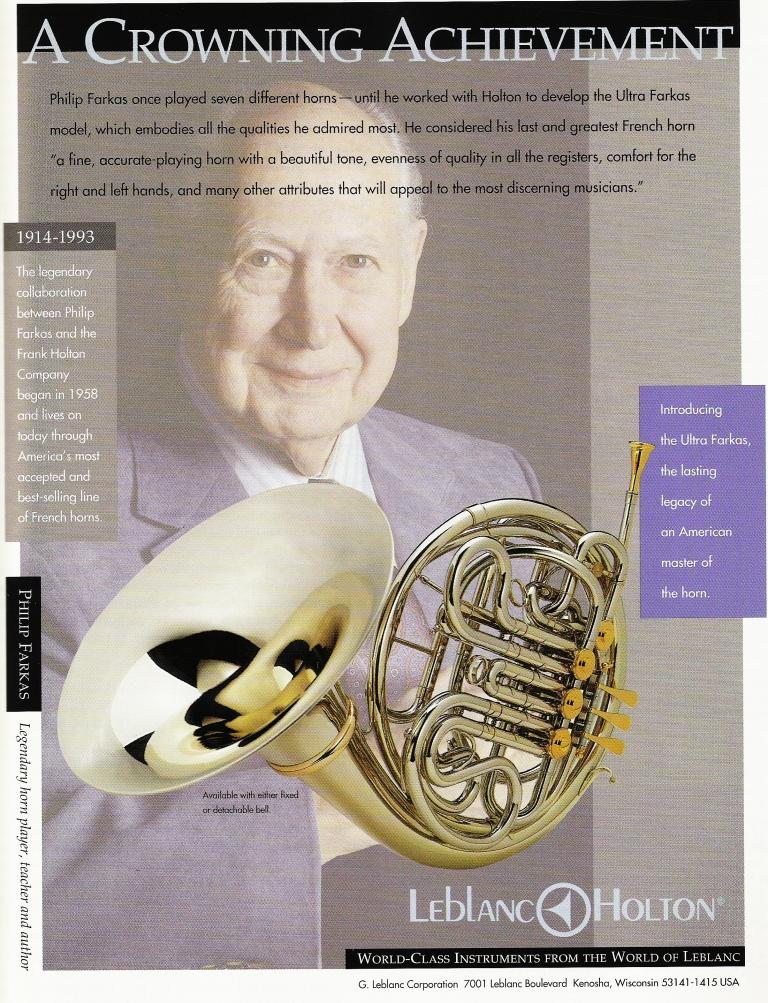 A CROWNING ACHIEVEMENT
Philip Farkas once played seven different horns—until he worked with Holton to develop the Ultra Farkas
model, which embodies all the qualities he admired most. He considered his last and greatest French horn
"a fine, accurate-playing horn with a beautiful tone, evenness of quality in all the registers, comfort for the
right and left hands, and many other attributes that will appeal to the most discerning musicians."
1914-1993
The legendary
collaboration
between Philip
Farkas and the
Frank Holton
Company
began in 1958
and lives on
today through
America's most
accepted and
best-selling line
of French horns.
Introducing
the Ultra Farkas,
the lasting
legacy of
an American
master of
the horn.
PHILIP FARKAS Legendary horn player, teacher and author
Available with either fixed
or detachable bell.
LEBLANC HOLTON®
WORLD-CLASS INSTRUMENTS FROM THE WORLD OF LEBLANC
G. Leblanc Corporation 7001 Leblanc Boulevard Kenosha, Wisconsin 53141-1415 USA